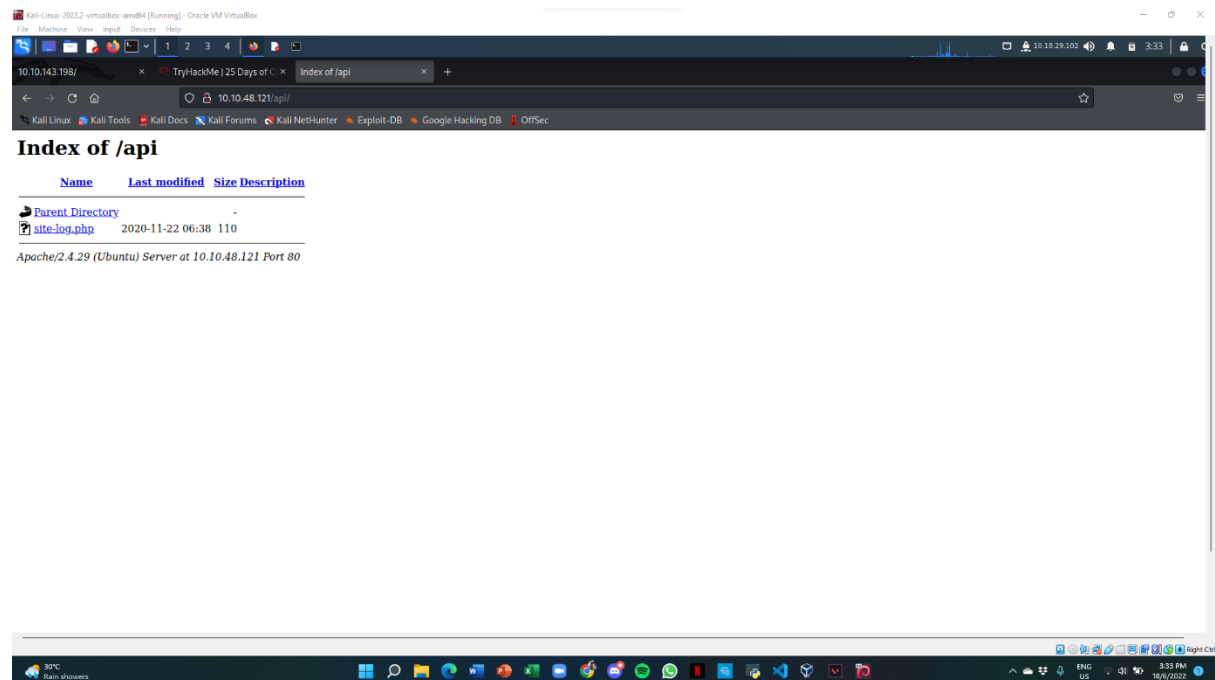 Kali-Linux-2022.2-virtualbox-amd64 [Running] - Oracle VM VirtualBox
File Machine View Input Devices Help
1 2 3 4 10.18.29.102 3:33
10.10.143.198/ TryHackMe | 25 Days of C Index of /api
10.10.48.121/api/
Kali Linux Kali Tools Kali Docs Kali Forums Kali NetHunter Exploit-DB Google Hacking DB OffSec
Index of /api
Name Last modified Size Description
Parent Directory -
site-log.php 2020-11-22 06:38 110
Apache/2.4.29 (Ubuntu) Server at 10.10.48.121 Port 80
Right Ctrl
30°C
Rain showers
ENG
US
3:33 PM
18/6/2022